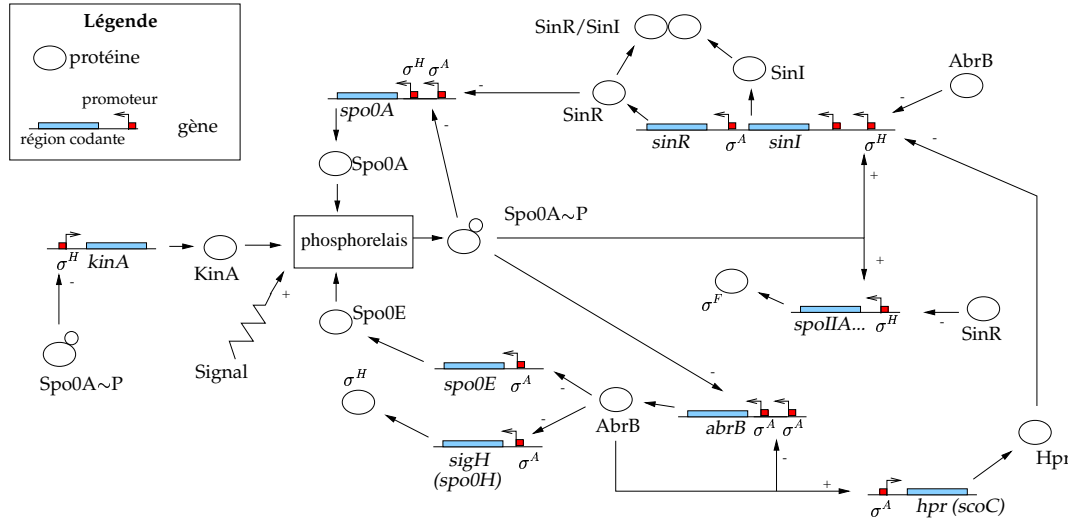 Légende
protéine
promoteur
gène
région codante
σH σA
spo0A
Spo0A
SinR/SinI
SinI
SinR
AbrB
sinR
σA
sinI
σH
-
-
-
-
+
+
Spo0A~P
phosphorelais
σH
kinA
KinA
-
+
Spo0A~P
Signal
Spo0E
σF
spoIIA...
σH
-
SinR
σH
spo0E
σA
-
-
-
AbrB
abrB
σA
σA
sigH
(spo0H)
σA
-
+
Hpr
σA
hpr (scoC)